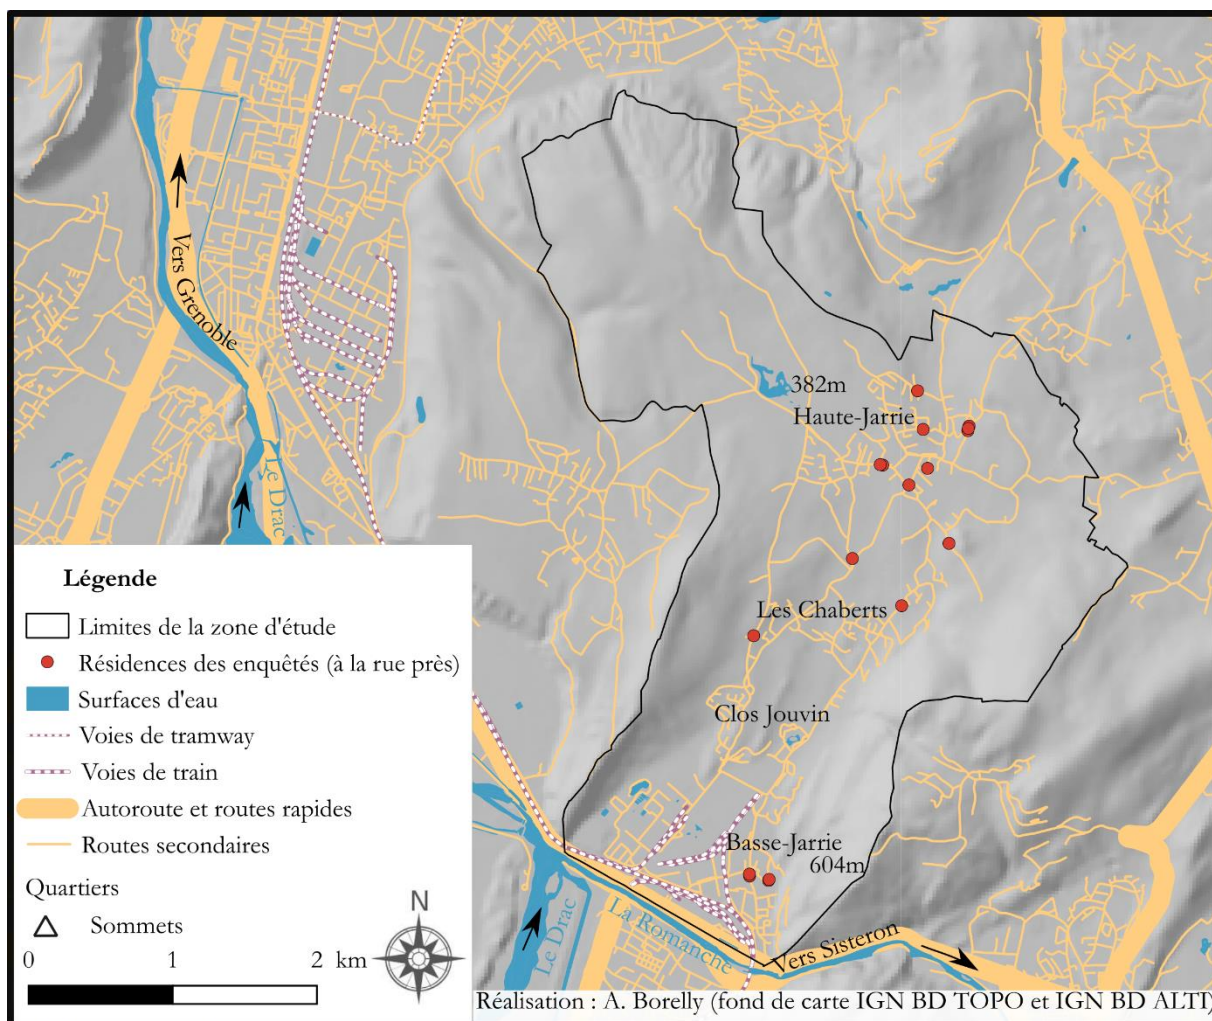 Vers Grenoble
Le Drac
382m
Haute-Jarrie
Les Chaberts
Clos Jouvin
Basse-Jarrie
604m
La Romanche
Le Drac
Vers Sisteron
Légende
Limites de la zone d'étude
Résidences des enquêtés (à la rue près)
Surfaces d'eau
Voies de tramway
Voies de train
Autoroute et routes rapides
Routes secondaires
Quartiers
Sommets
0 1 2 km
N
Réalisation : A. Borelly (fond de carte IGN BD TOPO et IGN BD ALTI)